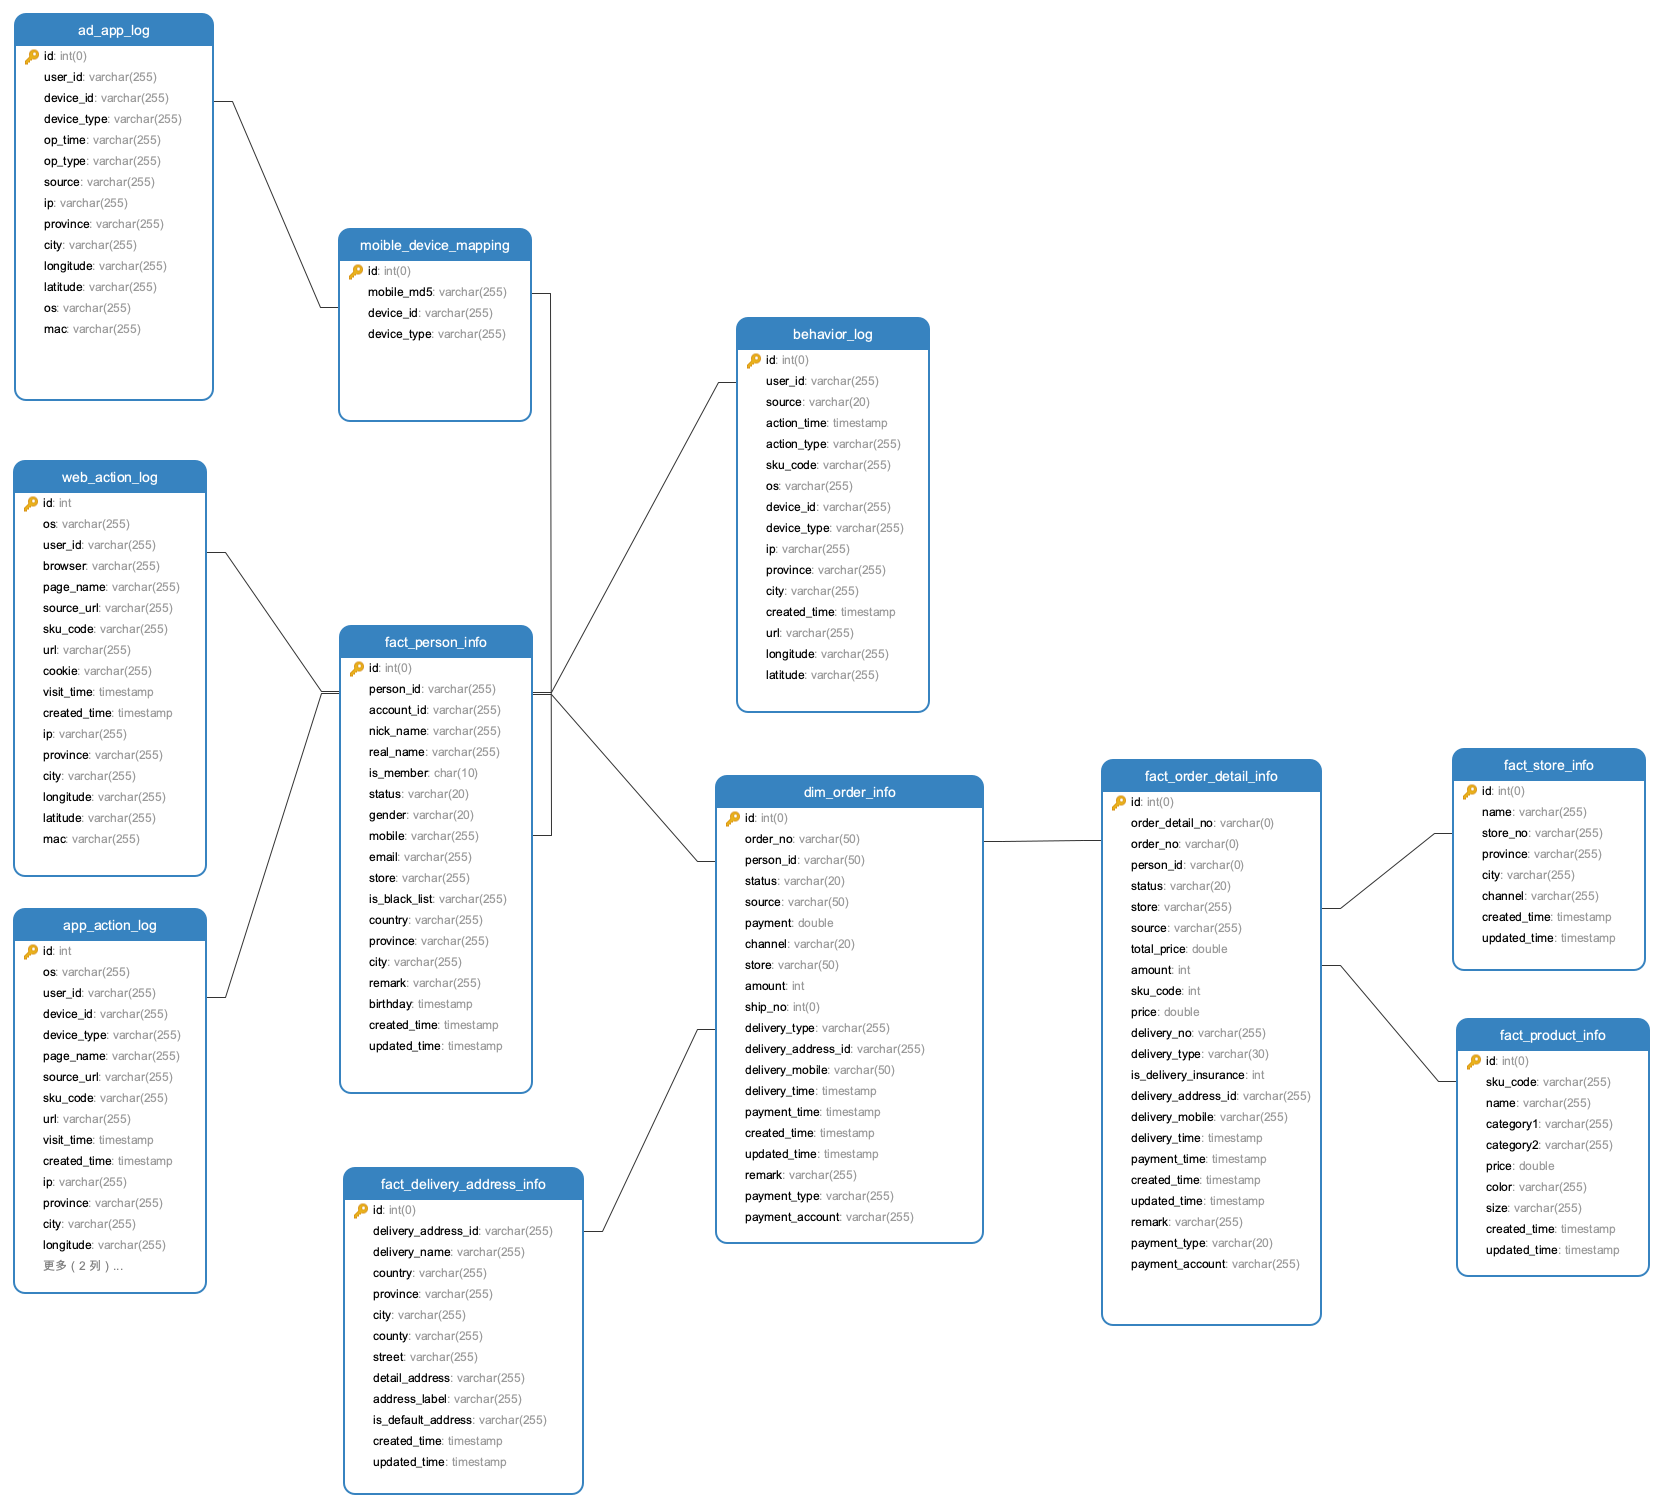 ad_app_log
id: int(0)
user_id: varchar(255)
device_id: varchar(255)
device_type: varchar(255)
op_time: varchar(255)
op_type: varchar(255)
source: varchar(255)
ip: varchar(255)
province: varchar(255)
city: varchar(255)
longitude: varchar(255)
latitude: varchar(255)
os: varchar(255)
mac: varchar(255)
moible_device_mapping
id: int(0)
mobile_md5: varchar(255)
device_id: varchar(255)
device_type: varchar(255)
behavior_log
id: int(0)
user_id: varchar(255)
source: varchar(20)
action_time: timestamp
action_type: varchar(255)
sku_code: varchar(255)
os: varchar(255)
device_id: varchar(255)
device_type: varchar(255)
ip: varchar(255)
province: varchar(255)
city: varchar(255)
created_time: timestamp
url: varchar(255)
longitude: varchar(255)
latitude: varchar(255)
web_action_log
id: int
os: varchar(255)
user_id: varchar(255)
browser: varchar(255)
page_name: varchar(255)
source_url: varchar(255)
sku_code: varchar(255)
url: varchar(255)
cookie: varchar(255)
visit_time: timestamp
created_time: timestamp
ip: varchar(255)
province: varchar(255)
city: varchar(255)
longitude: varchar(255)
latitude: varchar(255)
mac: varchar(255)
fact_person_info
id: int(0)
person_id: varchar(255)
account_id: varchar(255)
nick_name: varchar(255)
real_name: varchar(255)
is_member: char(10)
status: varchar(20)
gender: varchar(20)
mobile: varchar(255)
email: varchar(255)
store: varchar(255)
is_black_list: varchar(255)
country: varchar(255)
province: varchar(255)
city: varchar(255)
remark: varchar(255)
birthday: timestamp
created_time: timestamp
updated_time: timestamp
app_action_log
id: int
os: varchar(255)
user_id: varchar(255)
device_id: varchar(255)
device_type: varchar(255)
page_name: varchar(255)
source_url: varchar(255)
sku_code: varchar(255)
url: varchar(255)
visit_time: timestamp
created_time: timestamp
ip: varchar(255)
province: varchar(255)
city: varchar(255)
longitude: varchar(255)
更多 ( 2 列 ) ...
fact_delivery_address_info
id: int(0)
delivery_address_id: varchar(255)
delivery_name: varchar(255)
country: varchar(255)
province: varchar(255)
city: varchar(255)
county: varchar(255)
street: varchar(255)
detail_address: varchar(255)
address_label: varchar(255)
is_default_address: varchar(255)
created_time: timestamp
updated_time: timestamp
dim_order_info
id: int(0)
order_no: varchar(50)
person_id: varchar(50)
status: varchar(20)
source: varchar(50)
payment: double
channel: varchar(20)
store: varchar(50)
amount: int
ship_no: int(0)
delivery_type: varchar(255)
delivery_address_id: varchar(255)
delivery_mobile: varchar(50)
delivery_time: timestamp
payment_time: timestamp
created_time: timestamp
updated_time: timestamp
remark: varchar(255)
payment_type: varchar(255)
payment_account: varchar(255)
fact_order_detail_info
id: int(0)
order_detail_no: varchar(0)
order_no: varchar(0)
person_id: varchar(0)
status: varchar(20)
store: varchar(255)
source: varchar(255)
total_price: double
amount: int
sku_code: int
price: double
delivery_no: varchar(255)
delivery_type: varchar(30)
is_delivery_insurance: int
delivery_address_id: varchar(255)
delivery_mobile: varchar(255)
delivery_time: timestamp
payment_time: timestamp
created_time: timestamp
updated_time: timestamp
remark: varchar(255)
payment_type: varchar(20)
payment_account: varchar(255)
fact_store_info
id: int(0)
name: varchar(255)
store_no: varchar(255)
province: varchar(255)
city: varchar(255)
channel: varchar(255)
created_time: timestamp
updated_time: timestamp
fact_product_info
id: int(0)
sku_code: varchar(255)
name: varchar(255)
category1: varchar(255)
category2: varchar(255)
price: double
color: varchar(255)
size: varchar(255)
created_time: timestamp
updated_time: timestamp